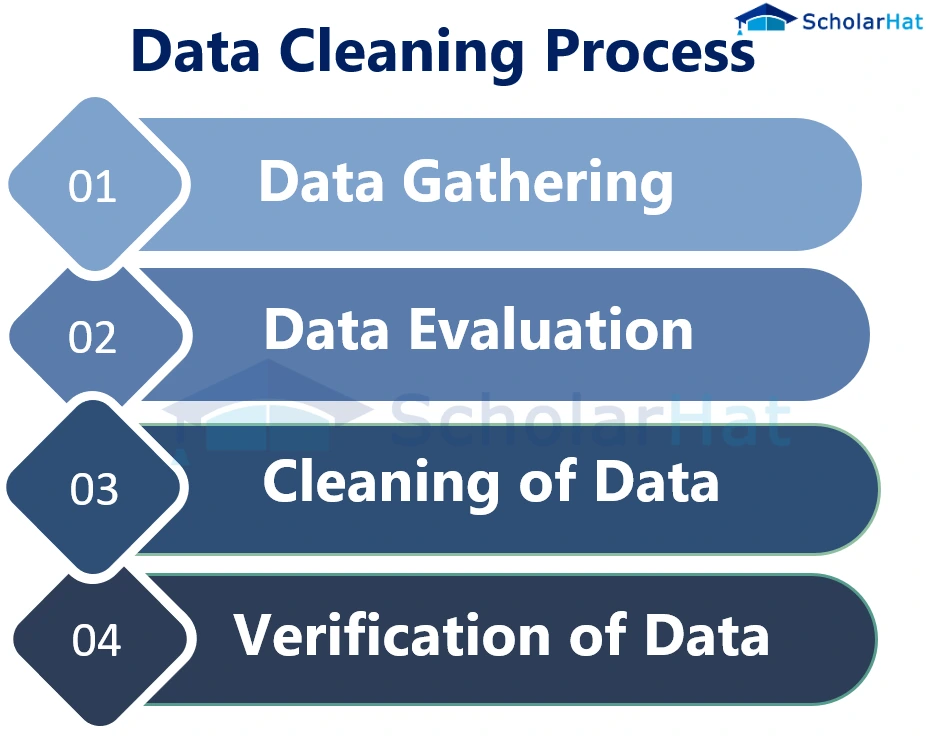 ScholarHat
Data Cleaning Process
01
Data Gathering
02
Data Evaluation
ScholarHat
03
Cleaning of Data
04
Verification of Data